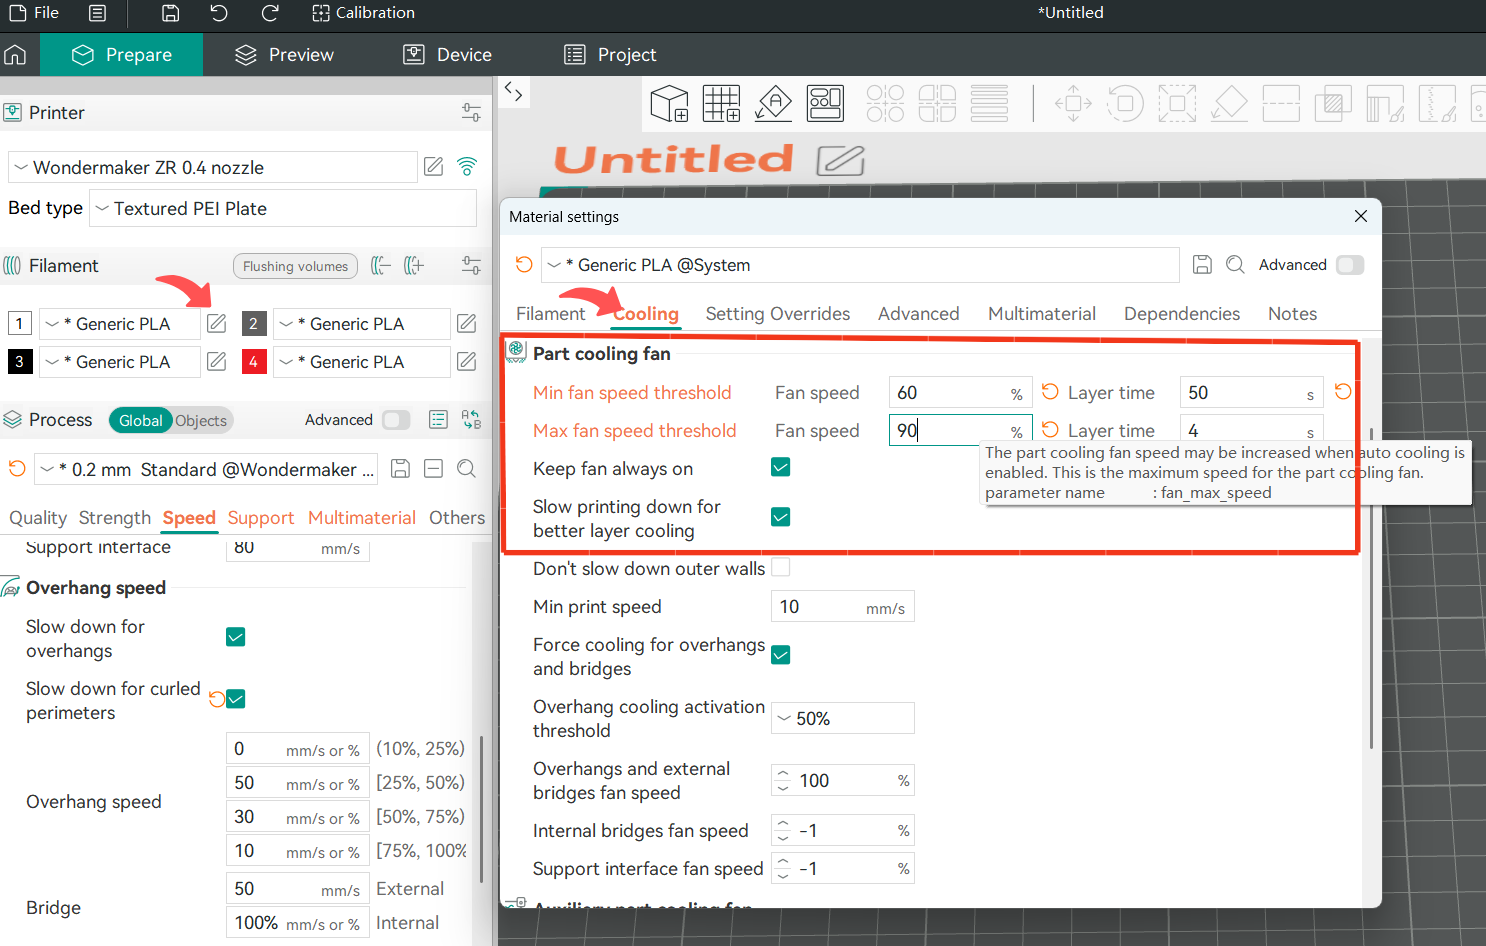 File
Calibration
*Untitled
Prepare
Preview
Device
Project
Printer
Wondermaker ZR 0.4 nozzle
Bed type
Textured PEI Plate
Filament
Flushing volumes
1
* Generic PLA
2
* Generic PLA
3
* Generic PLA
4
* Generic PLA
Process
Global
Objects
Advanced
* 0.2 mm Standard @Wondermaker ...
Quality
Strength
Speed
Support
Multimaterial
Others
Support interface
80 mm/s
Overhang speed
Slow down for
overhangs
Slow down for curled
perimeters
Overhang speed
0 mm/s or % (10%, 25%)
50 mm/s or % [25%, 50%)
30 mm/s or % [50%, 75%)
10 mm/s or % [75%, 100%
Bridge
50 mm/s External
100% mm/s or % Internal
Untitled
Material settings
* Generic PLA @System
Advanced
Filament
Cooling
Setting Overrides
Advanced
Multimaterial
Dependencies
Notes
Part cooling fan
Min fan speed threshold Fan speed 60 % Layer time 50 s
Max fan speed threshold Fan speed 90 % Layer time 4 s
The part cooling fan speed may be increased when auto cooling is
enabled. This is the maximum speed for the part cooling fan.
parameter name : fan_max_speed
Keep fan always on
Slow printing down for
better layer cooling
Don't slow down outer walls
Min print speed 10 mm/s
Force cooling for overhangs
and bridges
Overhang cooling activation
threshold
50%
Overhangs and external
bridges fan speed
100 %
Internal bridges fan speed -1 %
Support interface fan speed -1 %
Auxiliary part cooling fan